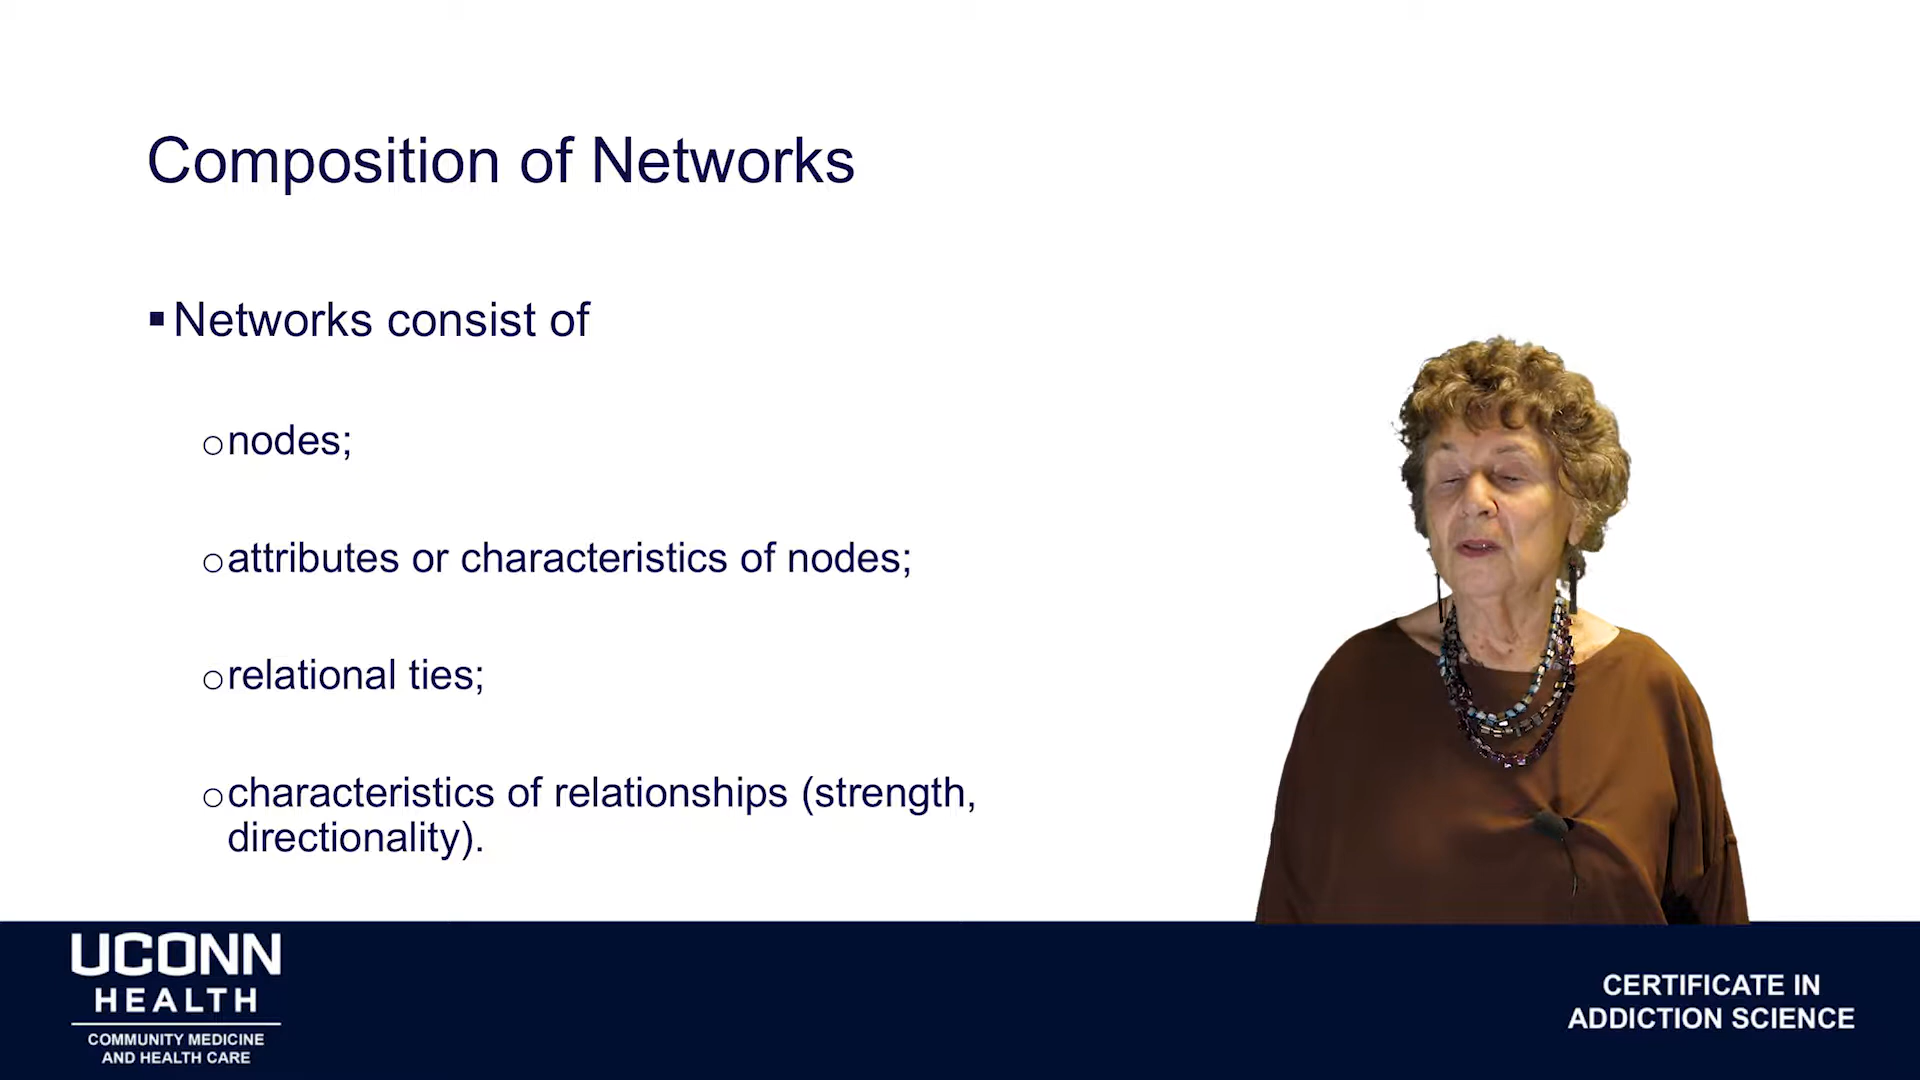 Composition of Networks
▪ Networks consist of
o nodes;
o attributes or characteristics of nodes;
o relational ties;
o characteristics of relationships (strength,
directionality).
UCONN
HEALTH
COMMUNITY MEDICINE
AND HEALTH CARE
CERTIFICATE IN
ADDICTION SCIENCE